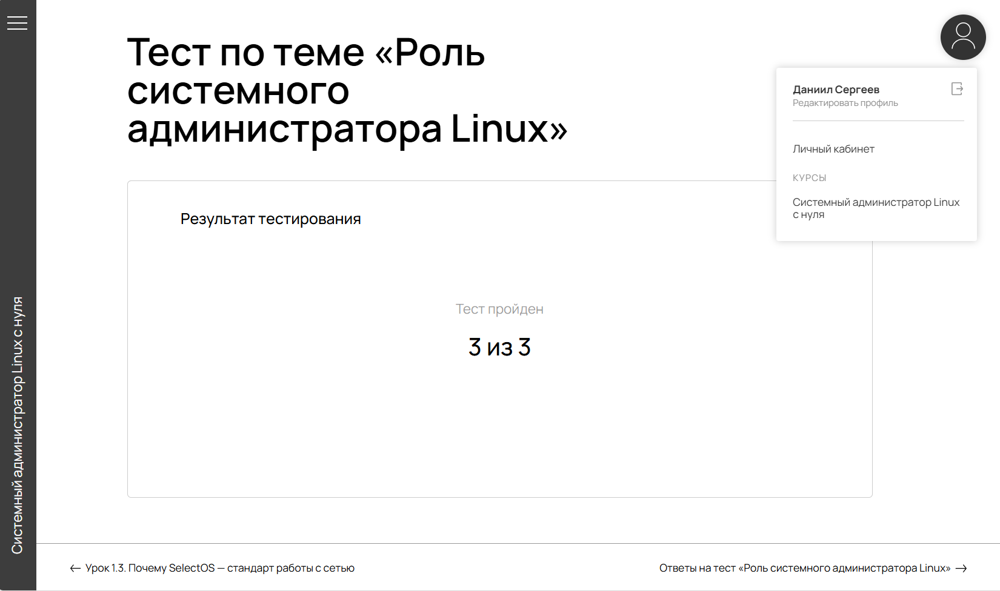 Системный администратор Linux с нуля
Тест по теме «Роль
системного
администратора Linux»
Даниил Сергеев
Редактировать профиль
Личный кабинет
КУРСЫ
Системный администратор Linux
с нуля
Результат тестирования
Тест пройден
3 из 3
← Урок 1.3. Почему SelectOS — стандарт работы с сетью
Ответы на тест «Роль системного администратора Linux» →